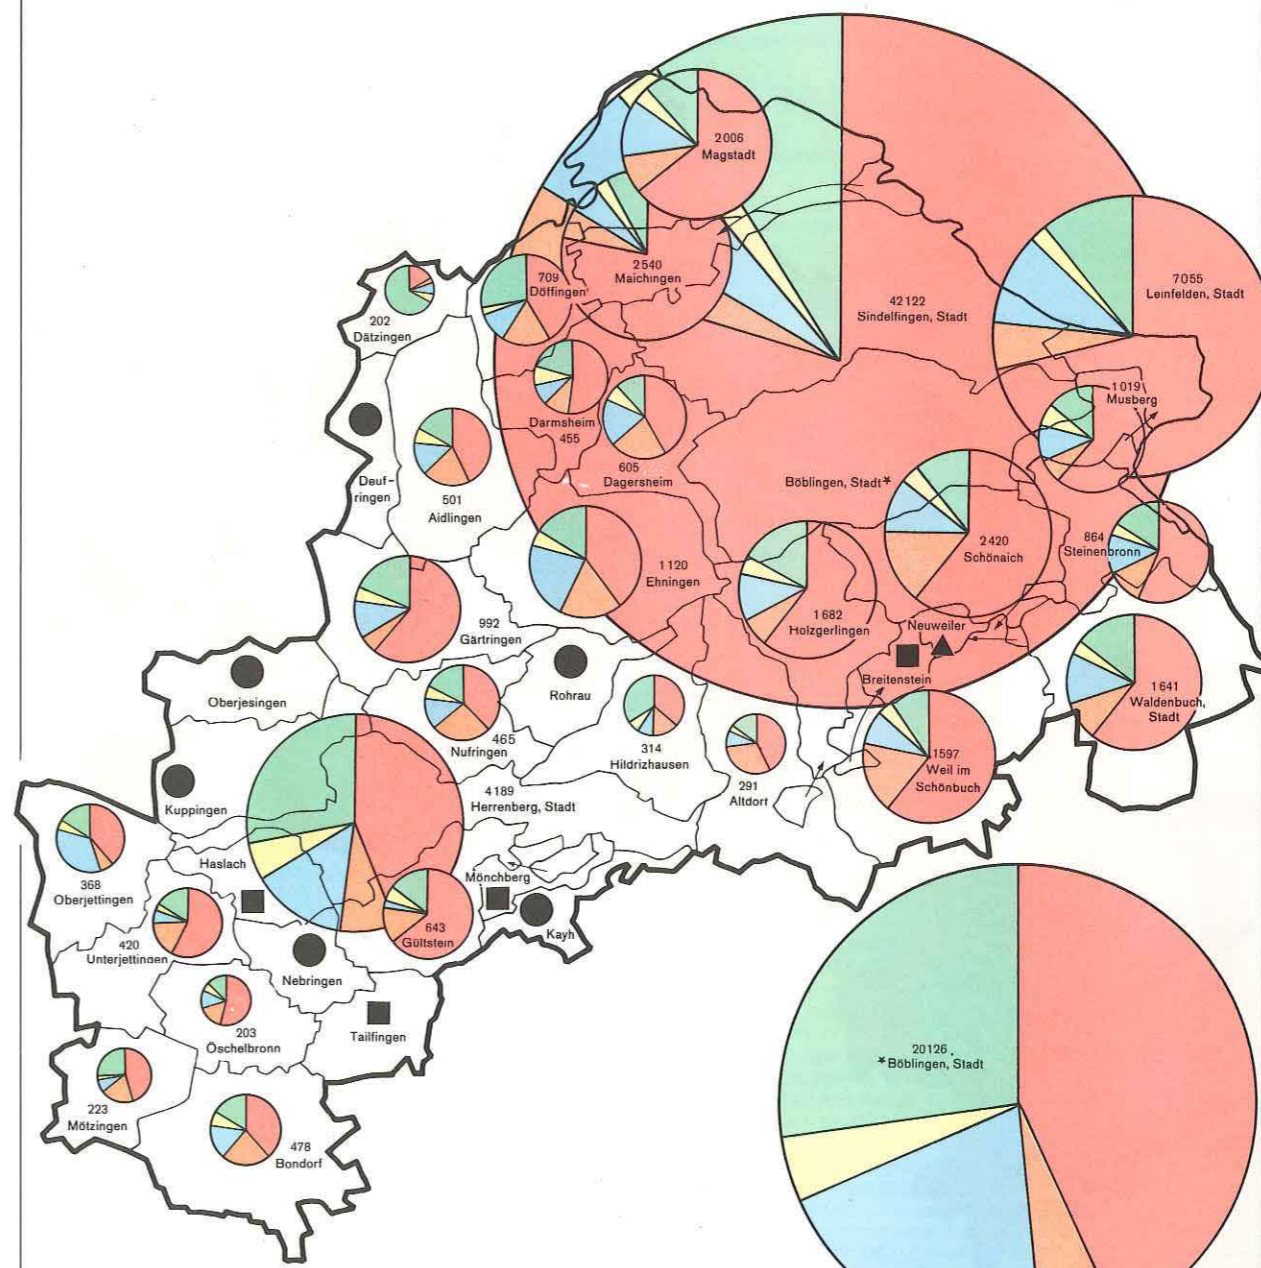 2006
Magstadt
2540
Maichingen
709
Döffingen
42122
Sindelfingen, Stadt
7055
Leinfelden, Stadt
202
Dätzingen
1019
Musberg
Darmsheim
455
605
Dagersheim
Deuf-
ringen
501
Aidlingen
Böblingen, Stadt*
2420
Schönaich
864
Steinenbronn
1120
Ehningen
992
Gärtringen
1682
Holzgerlingen
Neuweiler
Breitenstein
Oberjesingen
Rohrau
1641
Waldenbuch,
Stadt
465
Nufringen
314
Hildrizhausen
291
Altdorf
1597
Weil im
Schönbuch
Kuppingen
4189
Herrenberg, Stadt
Haslach
Mönchberg
368
Oberjettingen
643
Gültstein
Kayh
420
Unterjettingen
Nebringen
203
Öschelbronn
Tailfingen
20126
*Böblingen, Stadt
223
Mötzingen
478
Bondorf